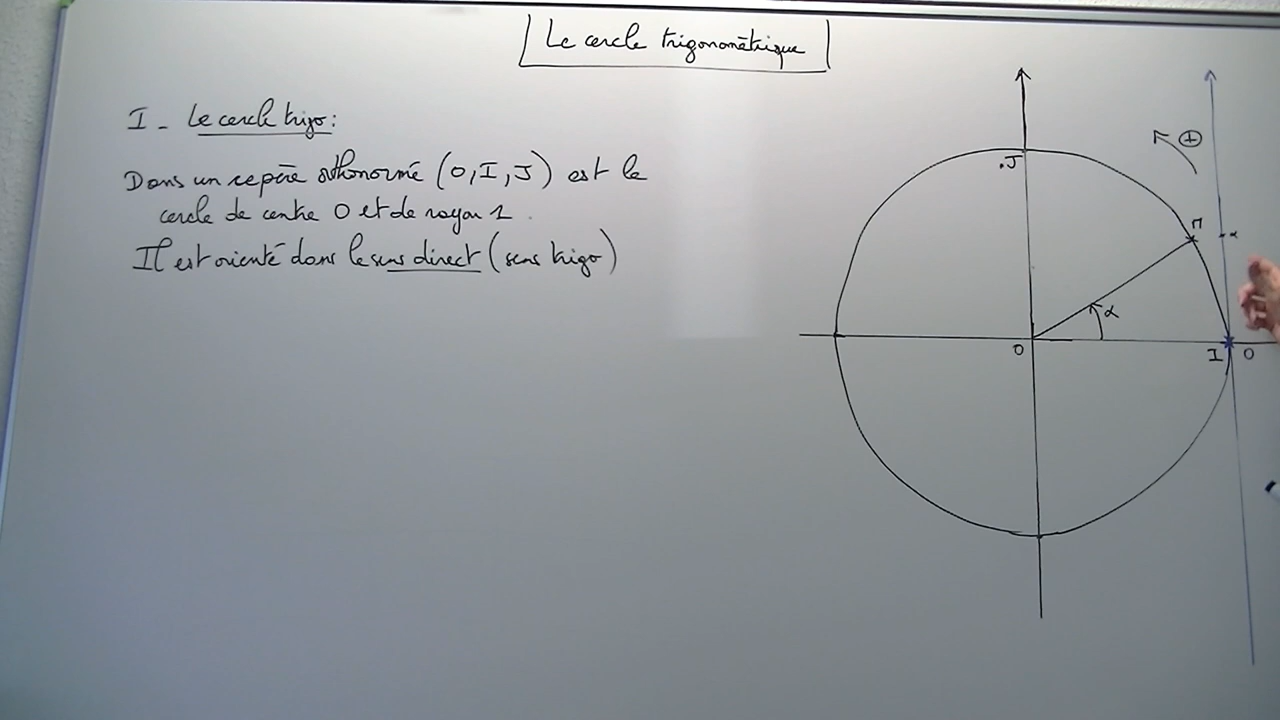 Le cercle trigonométrique
I - Le cercle trigo :
Dans un repère orthonormé (O, I, J) est le
cercle de centre O et de rayon 1.
Il est orienté dans le sens direct (sens trigo)
J
+
M
α
α
O
I
O